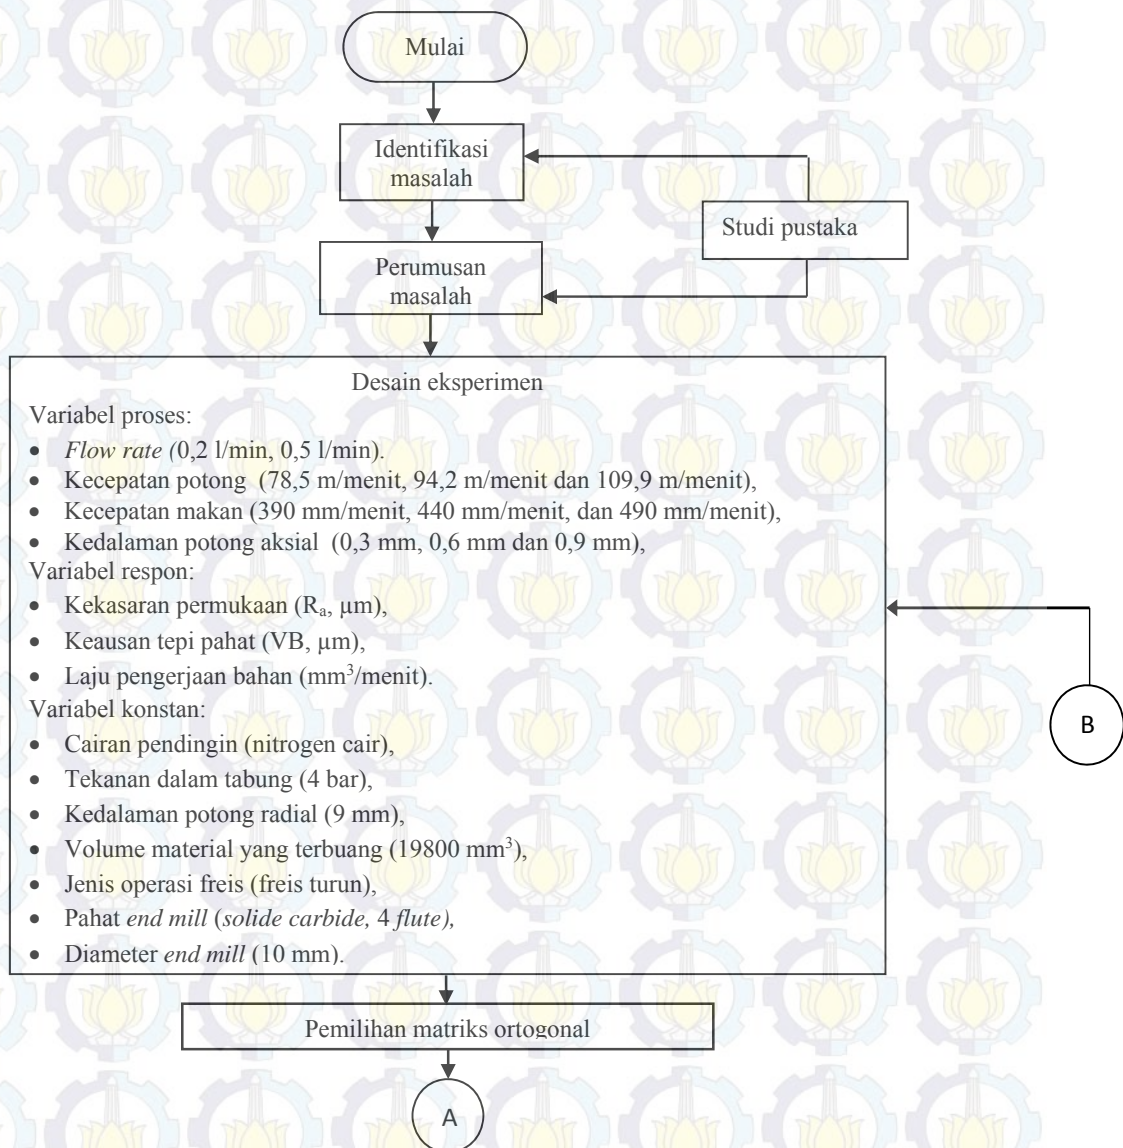 Mulai
Identifikasi
masalah
Studi pustaka
Perumusan
masalah
Desain eksperimen
Variabel proses:
• Flow rate (0,2 l/min, 0,5 l/min).
• Kecepatan potong (78,5 m/menit, 94,2 m/menit dan 109,9 m/menit),
• Kecepatan makan (390 mm/menit, 440 mm/menit, dan 490 mm/menit),
• Kedalaman potong aksial (0,3 mm, 0,6 mm dan 0,9 mm),
Variabel respon:
• Kekasaran permukaan (Rₐ, µm),
• Keausan tepi pahat (VB, µm),
• Laju pengerjaan bahan (mm³/menit).
Variabel konstan:
• Cairan pendingin (nitrogen cair),
• Tekanan dalam tabung (4 bar),
• Kedalaman potong radial (9 mm),
• Volume material yang terbuang (19800 mm³),
• Jenis operasi freis (freis turun),
• Pahat end mill (solide carbide, 4 flute),
• Diameter end mill (10 mm).
B
Pemilihan matriks ortogonal
A